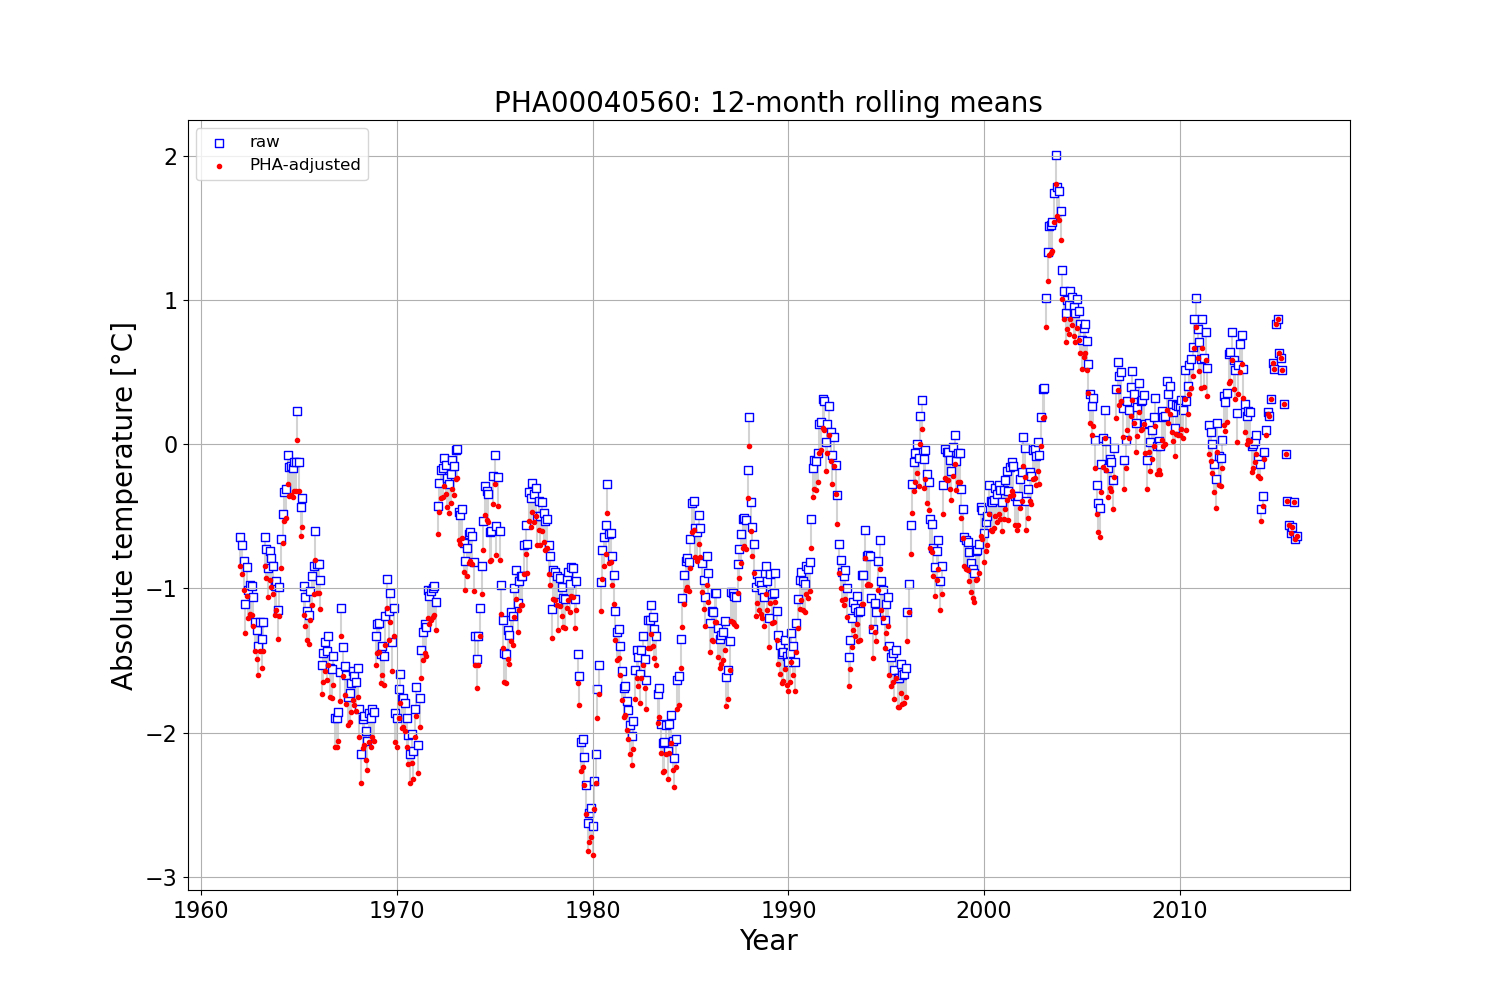 PHA00040560: 12-month rolling means
raw
PHA-adjusted
Absolute temperature [°C]
2
1
0
−1
−2
−3
1960
1970
1980
1990
2000
2010
Year